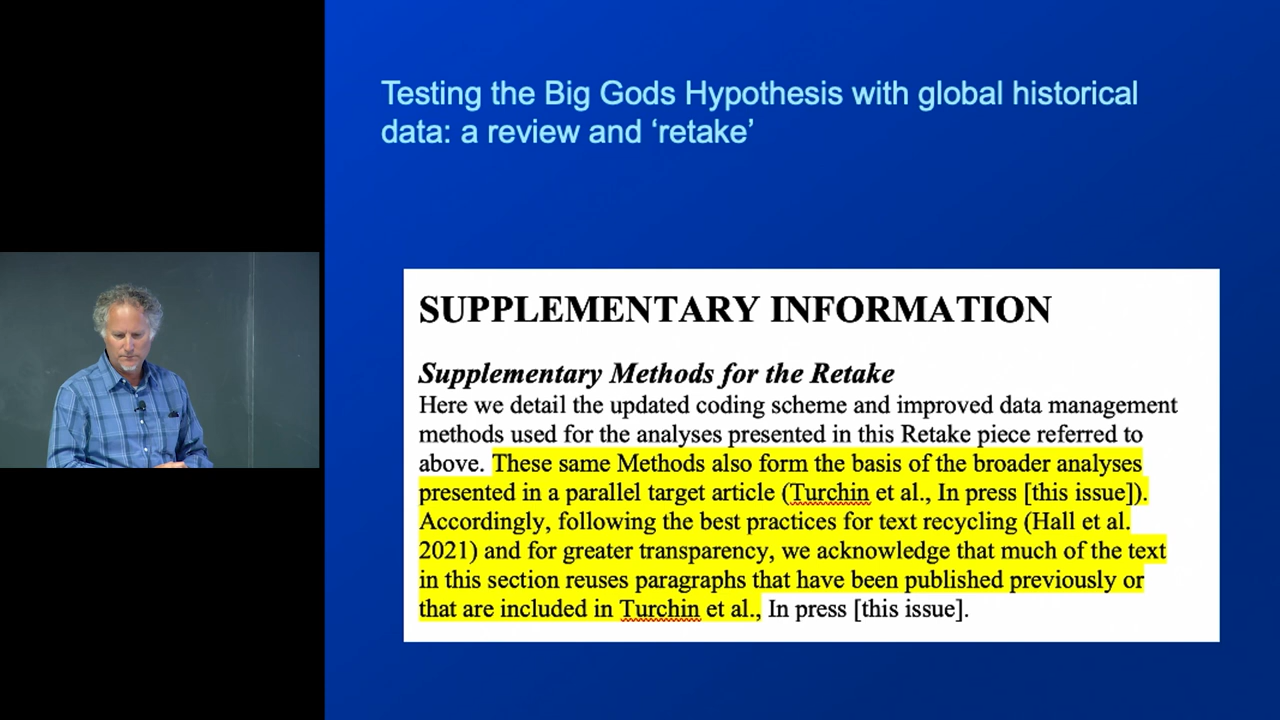 Testing the Big Gods Hypothesis with global historical
data: a review and ‘retake’
SUPPLEMENTARY INFORMATION
Supplementary Methods for the Retake
Here we detail the updated coding scheme and improved data management
methods used for the analyses presented in this Retake piece referred to
above. These same Methods also form the basis of the broader analyses
presented in a parallel target article (Turchin et al., In press [this issue]).
Accordingly, following the best practices for text recycling (Hall et al.
2021) and for greater transparency, we acknowledge that much of the text
in this section reuses paragraphs that have been published previously or
that are included in Turchin et al., In press [this issue].